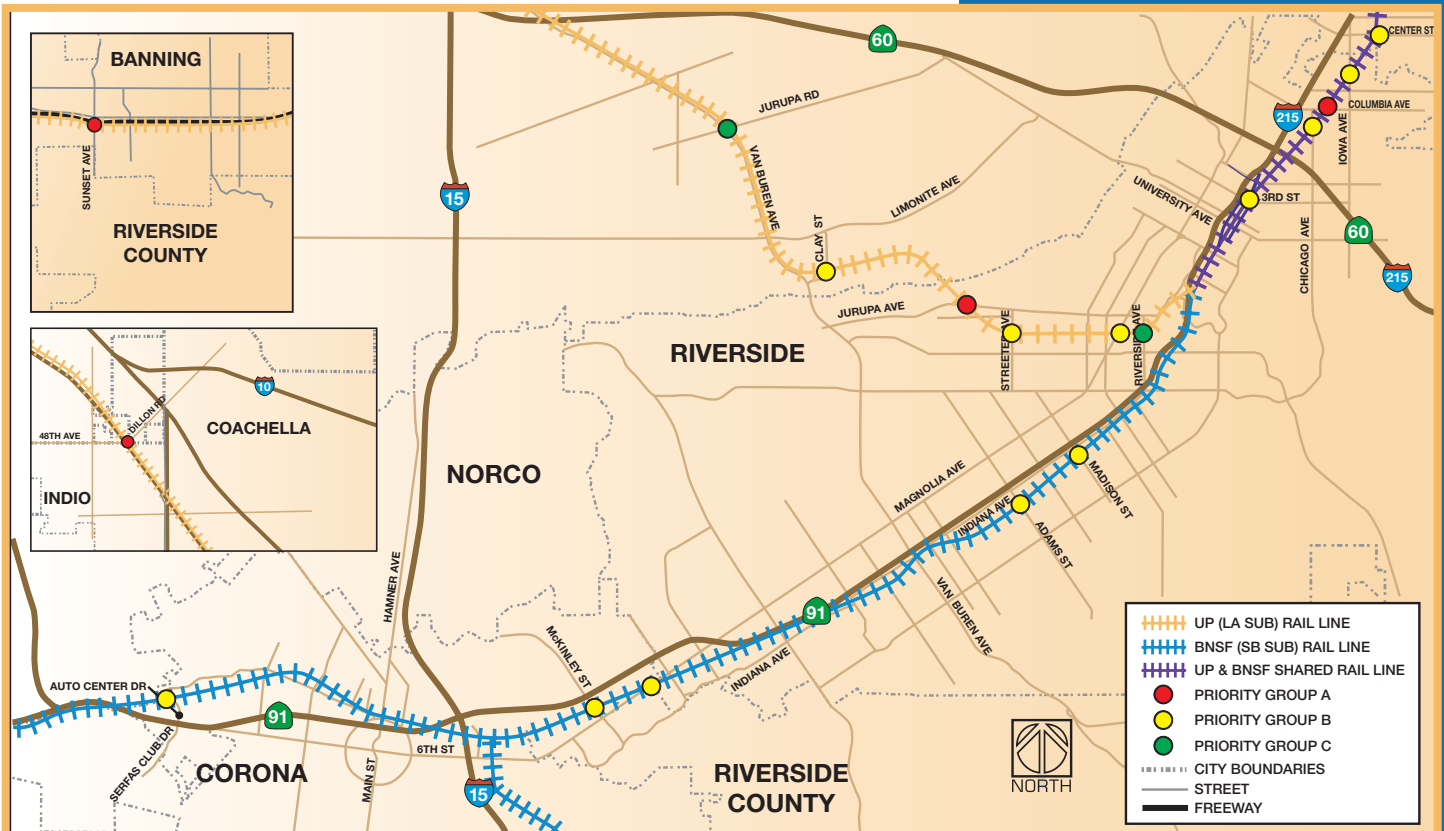 BANNING
SUNSET AVE
RIVERSIDE
COUNTY
10
DILLON RD
48TH AVE
COACHELLA
INDIO
60
15
JURUPA RD
VAN BUREN AVE
CLAY ST
LIMONITE AVE
UNIVERSITY AVE
CENTER ST
COLUMBIA AVE
215
IOWA AVE
3RD ST
CHICAGO AVE
60
215
JURUPA AVE
STREETER AVE
RIVERSIDE AVE
RIVERSIDE
NORCO
MAGNOLIA AVE
INDIANA AVE
MADISON ST
ADAMS ST
VAN BUREN AVE
HAMNER AVE
91
McKINLEY ST
INDIANA AVE
AUTO CENTER DR
91
SERFAS CLUB DR
6TH ST
MAIN ST
CORONA
15
RIVERSIDE
COUNTY
NORTH
UP (LA SUB) RAIL LINE
BNSF (SB SUB) RAIL LINE
UP & BNSF SHARED RAIL LINE
PRIORITY GROUP A
PRIORITY GROUP B
PRIORITY GROUP C
CITY BOUNDARIES
STREET
FREEWAY